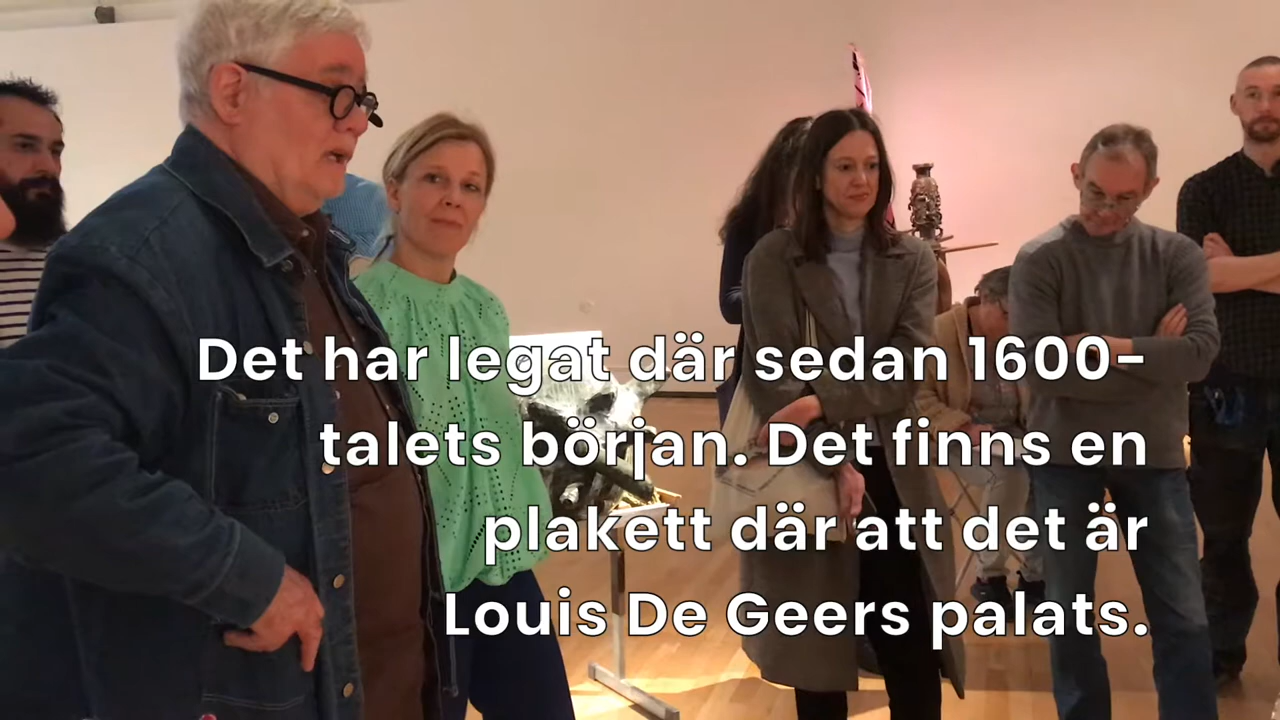 Det har legat där sedan 1600-
talets början. Det finns en
plakett där att det är
Louis De Geers palats.